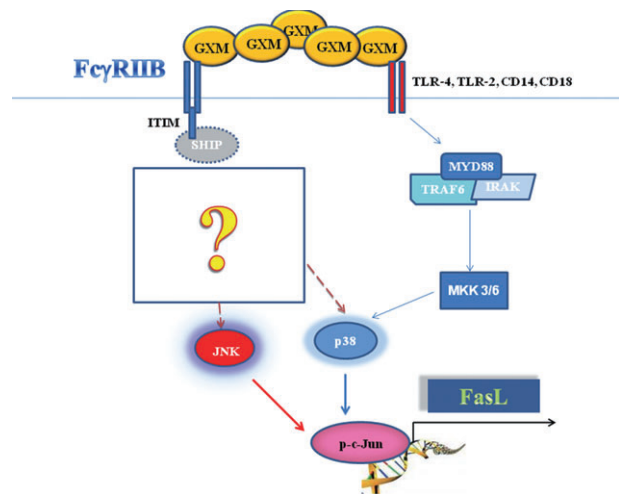 GXM
GXM
GXM
GXM
GXM
FcγRIIB
TLR-4, TLR-2, CD14, CD18
ITIM
SHIP
MYD88
TRAF6
IRAK
?
MKK 3/6
JNK
p38
FasL
p-c-Jun